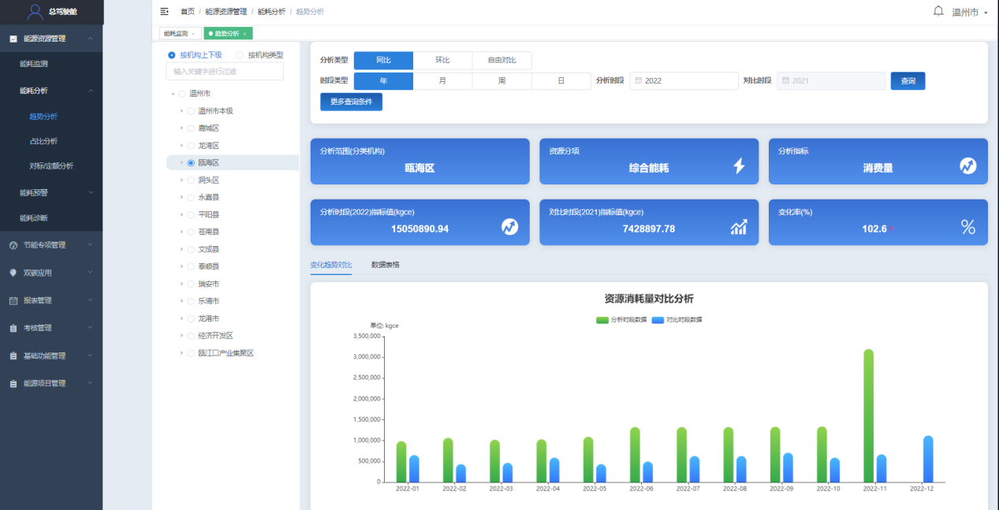 总驾驶舱
能源资源管理
能耗监测
能耗分析
趋势分析
占比分析
对标/定额分析
能耗预警
能耗诊断
节能专项管理
双碳应用
报表管理
考核管理
基础功能管理
能源项目管理
首页 / 能源资源管理 / 能耗分析 / 趋势分析
温州市
能耗监测 ×
趋势分析 ×
按机构上下级 按机构类型
输入关键字进行过滤
温州市
温州市本级
鹿城区
龙湾区
瓯海区
洞头区
永嘉县
平阳县
苍南县
文成县
泰顺县
瑞安市
乐清市
龙港市
经济开发区
瓯江口产业集聚区
分析类型 同比 环比 自由对比
时段类型 年 月 周 日 分析时段 2022 对比时段 2021 查询
更多查询条件
分析范围(分类机构)
瓯海区
资源分项
综合能耗
分析指标
消费量
分析时段(2022)指标值(kgce)
15050890.94
对比时段(2021)指标值(kgce)
7428897.78
变化率(%)
102.6
%
变化趋势对比 数据表格
资源消耗量对比分析
分析时段数据 对比时段数据
单位: kgce
3,500,000
3,000,000
2,500,000
2,000,000
1,500,000
1,000,000
500,000
0
2022-01 2022-02 2022-03 2022-04 2022-05 2022-06 2022-07 2022-08 2022-09 2022-10 2022-11 2022-12